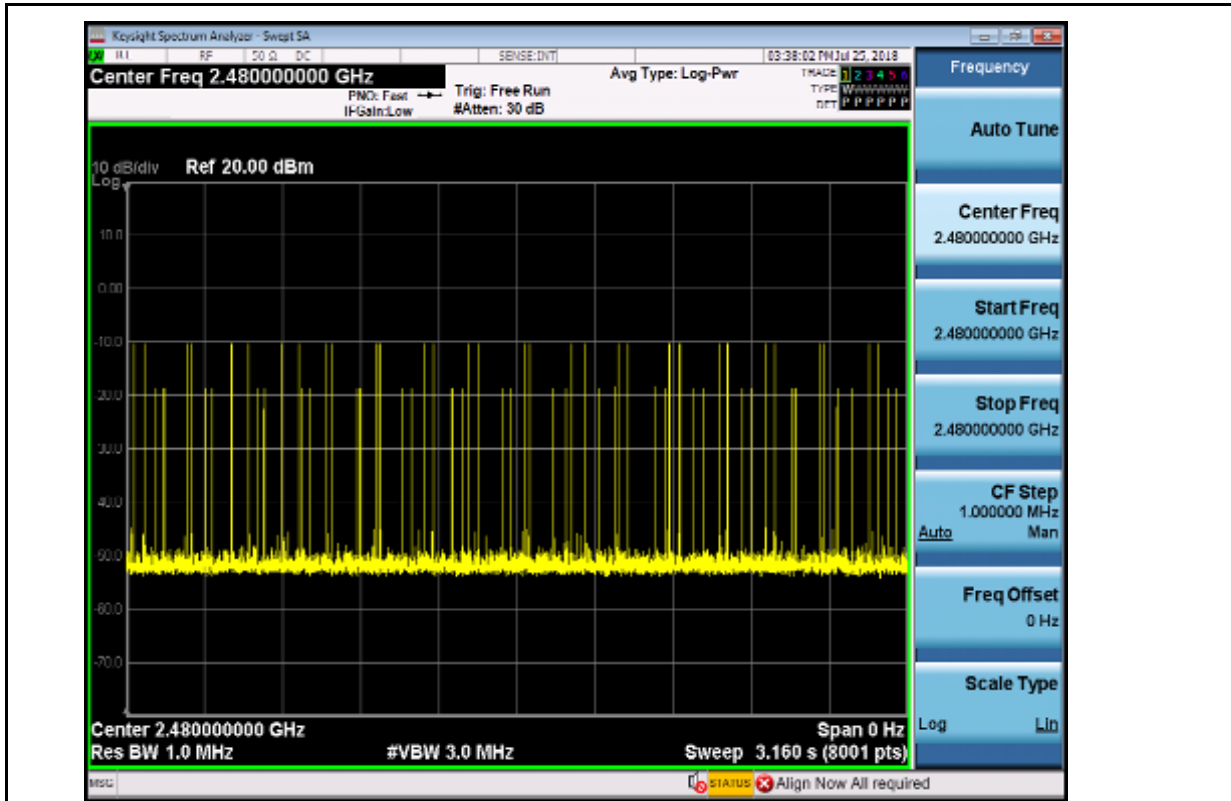 Keysight Spectrum Analyzer - Swept SA
RF 50 Ω DC SENSE:INT 03:38:02 PM Jul 25, 2018
Center Freq 2.480000000 GHz
PNO: Fast
IFGain:Low
Trig: Free Run
#Atten: 30 dB
Avg Type: Log-Pwr
TRACE 1 2 3 4 5 6
TYPE WWWWWW
DET P P P P P P
10 dB/div Ref 20.00 dBm
Log
10.0
0.00
-10.0
-20.0
-30.0
-40.0
-50.0
-60.0
-70.0
Center 2.480000000 GHz Span 0 Hz
Res BW 1.0 MHz #VBW 3.0 MHz Sweep 3.160 s (8001 pts)
MSG STATUS Align Now All required
Frequency
Auto Tune
Center Freq
2.480000000 GHz
Start Freq
2.480000000 GHz
Stop Freq
2.480000000 GHz
CF Step
1.000000 MHz
Auto Man
Freq Offset
0 Hz
Scale Type
Log Lin